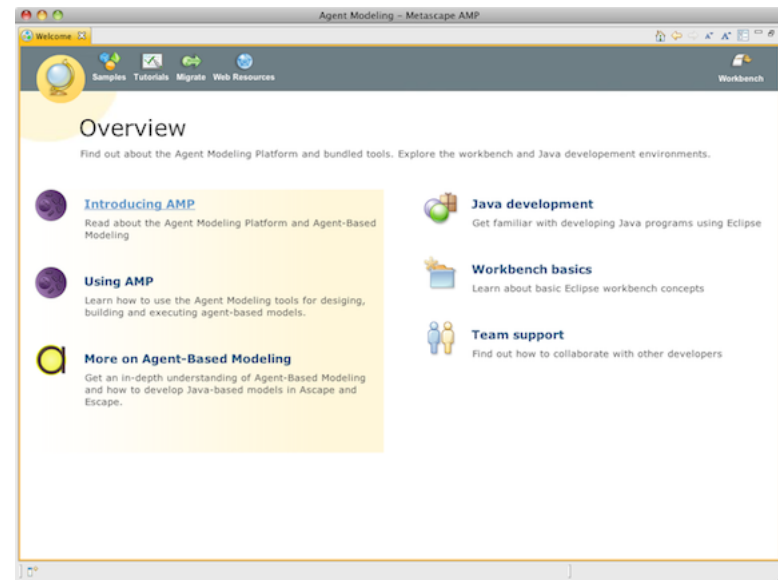 Agent Modeling – Metascape AMP
Welcome
Samples Tutorials Migrate Web Resources
Workbench
Overview
Find out about the Agent Modeling Platform and bundled tools. Explore the workbench and Java developement environments.
Introducing AMP
Read about the Agent Modeling Platform and Agent-Based
Modeling
Using AMP
Learn how to use the Agent Modeling tools for desiging,
building and executing agent-based models.
More on Agent-Based Modeling
Get an in-depth understanding of Agent-Based Modeling
and how to develop Java-based models in Ascape and
Escape.
Java development
Get familiar with developing Java programs using Eclipse
Workbench basics
Learn about basic Eclipse workbench concepts
Team support
Find out how to collaborate with other developers